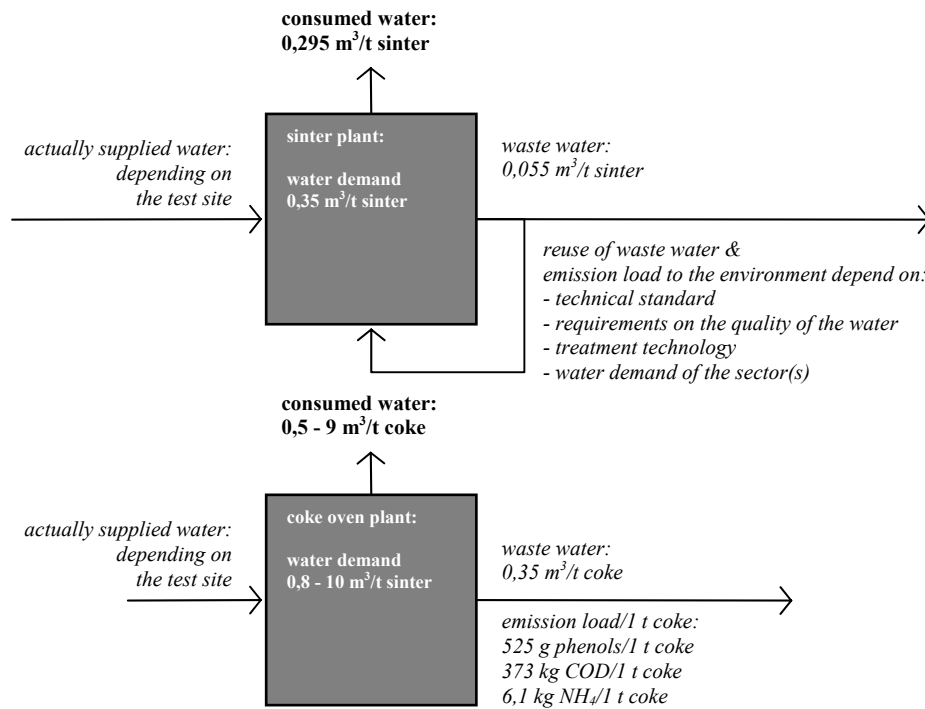 consumed water:
0,295 m³/t sinter
actually supplied water:
depending on
the test site
sinter plant:
water demand
0,35 m³/t sinter
waste water:
0,055 m³/t sinter
reuse of waste water &
emission load to the environment depend on:
- technical standard
- requirements on the quality of the water
- treatment technology
- water demand of the sector(s)
consumed water:
0,5 - 9 m³/t coke
actually supplied water:
depending on
the test site
coke oven plant:
water demand
0,8 - 10 m³/t sinter
waste water:
0,35 m³/t coke
emission load/1 t coke:
525 g phenols/1 t coke
373 kg COD/1 t coke
6,1 kg NH₄/1 t coke